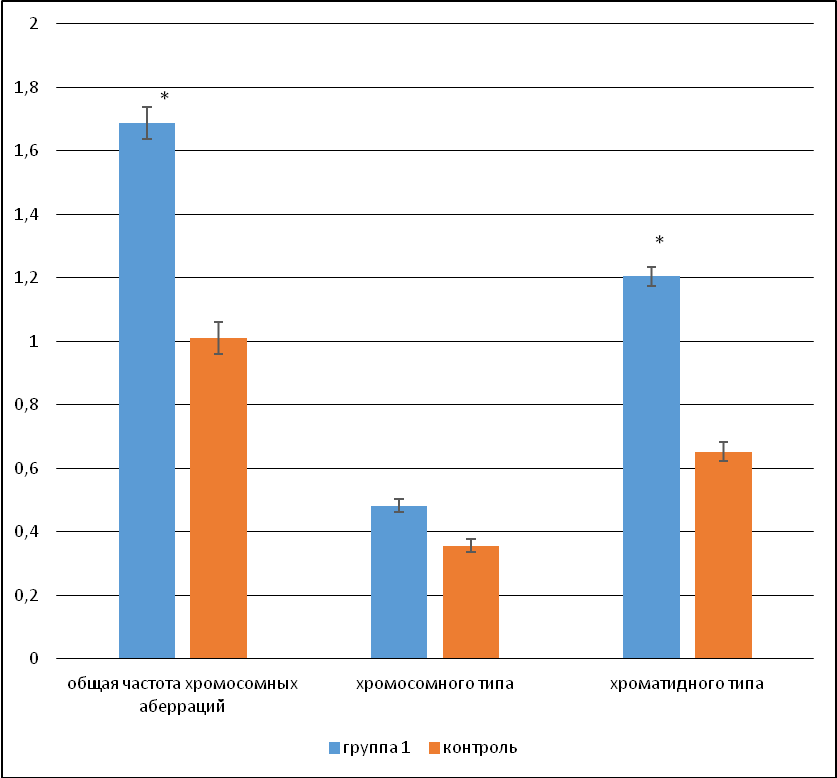 2
1,8
1,6
1,4
1,2
1
0,8
0,6
0,4
0,2
0
*
*
общая частота хромосомных
аберраций
хромосомного типа
хроматидного типа
группа 1
контроль